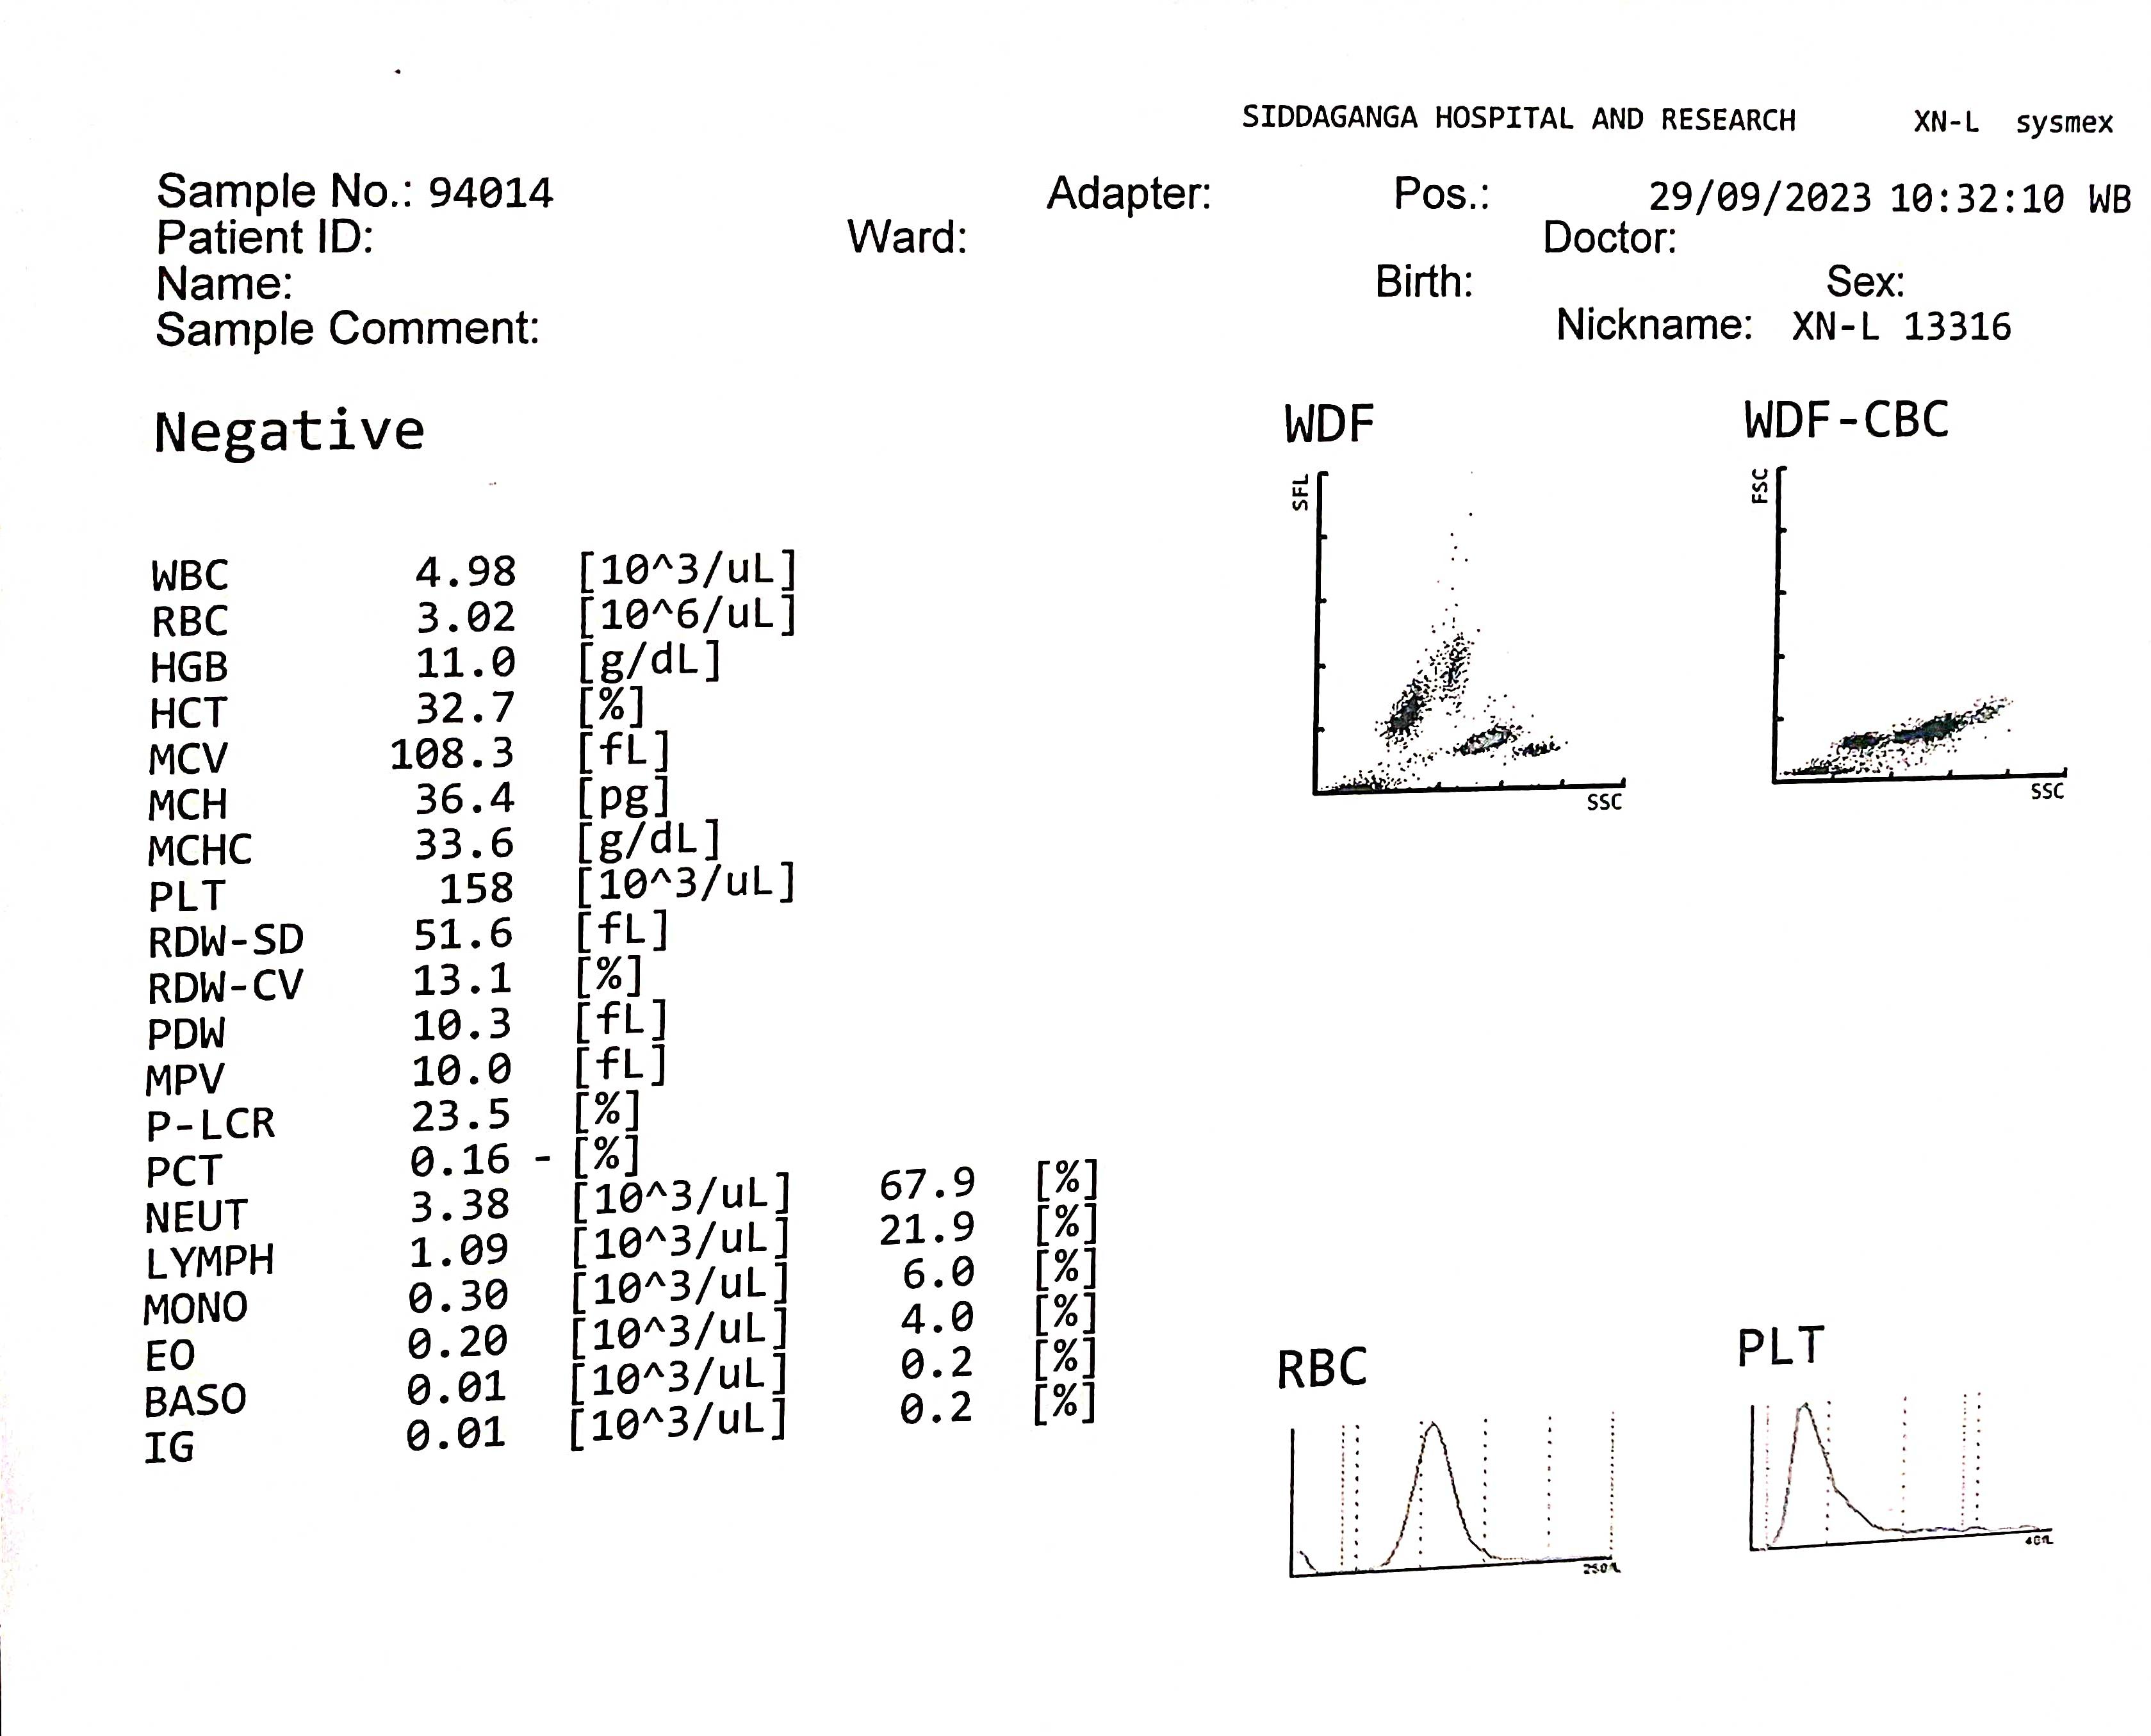 SIDDAGANGA HOSPITAL AND RESEARCH XN-L sysmex
Sample No.: 94014 Adapter: Pos.: 29/09/2023 10:32:10 WB
Patient ID: Ward: Doctor:
Name: Birth: Sex:
Sample Comment: Nickname: XN-L 13316
Negative
WDF WDF-CBC
SFL FSC
SSC SSC
WBC 4.98 [10^3/uL]
RBC 3.02 [10^6/uL]
HGB 11.0 [g/dL]
HCT 32.7 [%]
MCV 108.3 [fL]
MCH 36.4 [pg]
MCHC 33.6 [g/dL]
PLT 158 [10^3/uL]
RDW-SD 51.6 [fL]
RDW-CV 13.1 [%]
PDW 10.3 [fL]
MPV 10.0 [fL]
P-LCR 23.5 [%]
PCT 0.16 - [%]
NEUT 3.38 [10^3/uL] 67.9 [%]
LYMPH 1.09 [10^3/uL] 21.9 [%]
MONO 0.30 [10^3/uL] 6.0 [%]
EO 0.20 [10^3/uL] 4.0 [%]
BASO 0.01 [10^3/uL] 0.2 [%]
IG 0.01 [10^3/uL] 0.2 [%]
RBC PLT